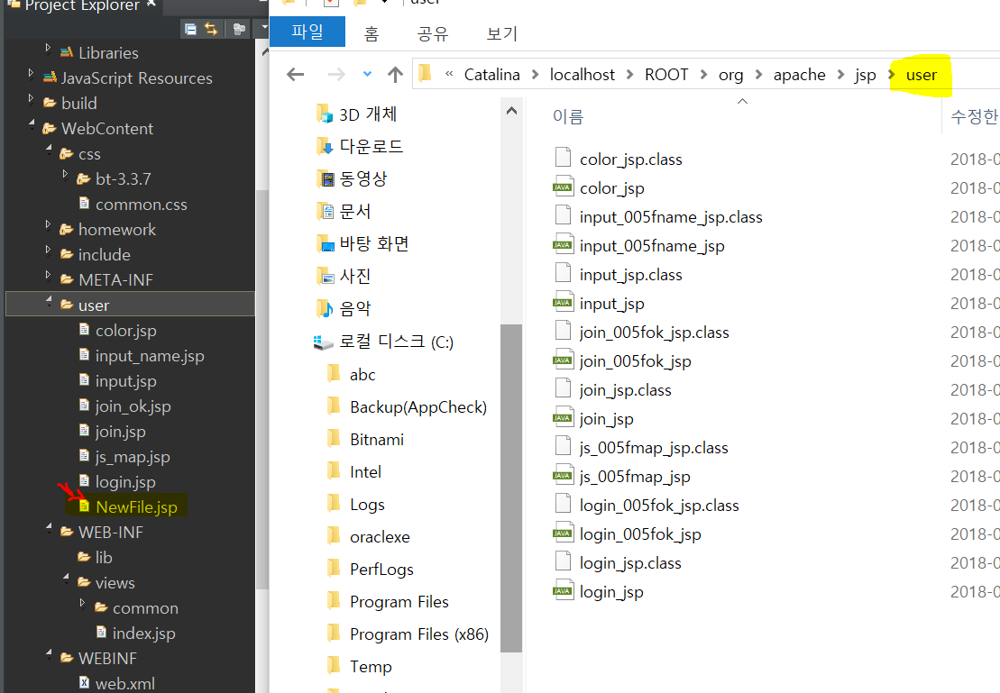 Project Explorer
Libraries
JavaScript Resources
build
WebContent
css
bt-3.3.7
common.css
homework
include
META-INF
user
color.jsp
input_name.jsp
input.jsp
join_ok.jsp
join.jsp
js_map.jsp
login.jsp
NewFile.jsp
WEB-INF
lib
views
common
index.jsp
WEBINF
web.xml
user
파일 홈 공유 보기
« Catalina > localhost > ROOT > org > apache > jsp > user
3D 개체
다운로드
동영상
문서
바탕 화면
사진
음악
로컬 디스크 (C:)
abc
Backup(AppCheck)
Bitnami
Intel
Logs
oraclexe
PerfLogs
Program Files
Program Files (x86)
Temp
이름 수정한
color_jsp.class 2018-0
color_jsp 2018-0
input_005fname_jsp.class 2018-0
input_005fname_jsp 2018-0
input_jsp.class 2018-0
input_jsp 2018-0
join_005fok_jsp.class 2018-0
join_005fok_jsp 2018-0
join_jsp.class 2018-0
join_jsp 2018-0
js_005fmap_jsp.class 2018-0
js_005fmap_jsp 2018-0
login_005fok_jsp.class 2018-0
login_005fok_jsp 2018-0
login_jsp.class 2018-0
login_jsp 2018-0